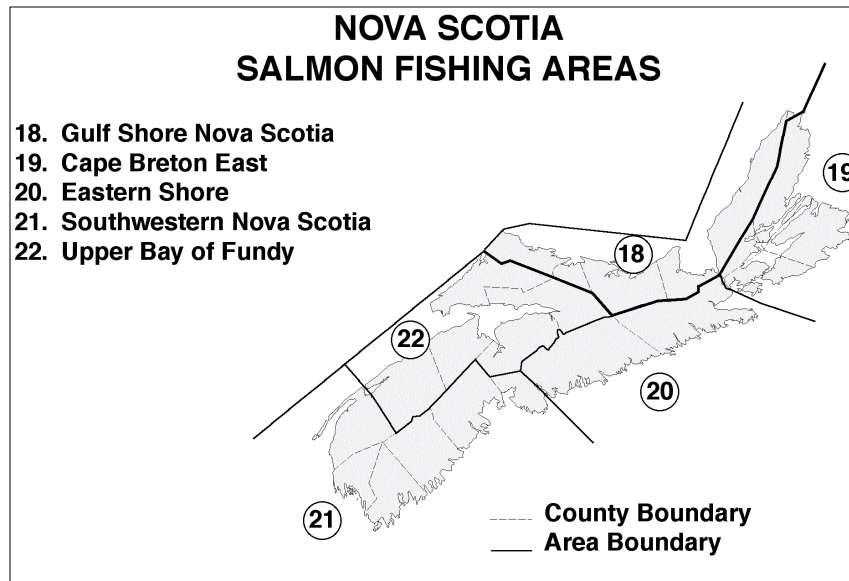 NOVA SCOTIA
SALMON FISHING AREAS
18. Gulf Shore Nova Scotia
19. Cape Breton East
20. Eastern Shore
21. Southwestern Nova Scotia
22. Upper Bay of Fundy
19
18
22
20
21
County Boundary
Area Boundary